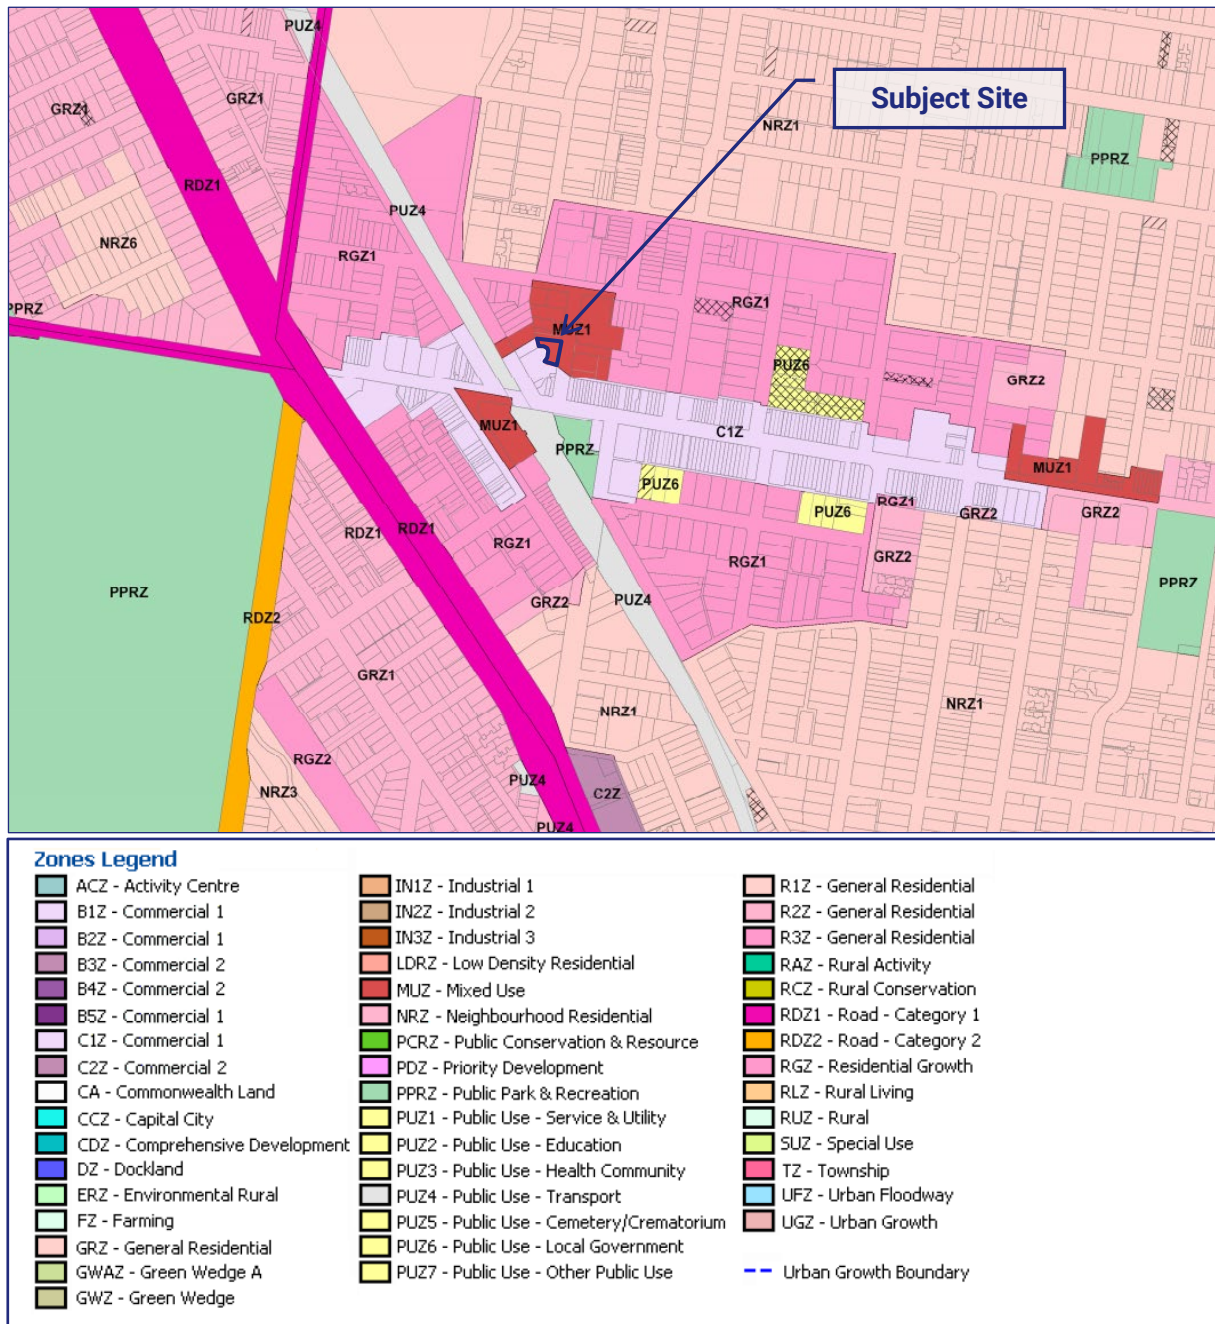 PUZ4
Subject Site
GRZ1
GRZ1
NRZ1
PPRZ
RDZ1
PUZ4
NRZ6
RGZ1
RGZ1
PPRZ
MUZ1
PUZ6
GRZ2
MUZ1
C1Z
PPRZ
MUZ1
PUZ6
RGZ1
PUZ6
GRZ2
GRZ2
RDZ1
RDZ1
RGZ1
RGZ1
GRZ2
PPRZ
PPRZ
GRZ2
PUZ4
RDZ2
GRZ1
NRZ1
NRZ1
RGZ2
PUZ4
NRZ3
C2Z
PUZ4
Zones Legend
ACZ - Activity Centre
B1Z - Commercial 1
B2Z - Commercial 1
B3Z - Commercial 2
B4Z - Commercial 2
B5Z - Commercial 1
C1Z - Commercial 1
C2Z - Commercial 2
CA - Commonwealth Land
CCZ - Capital City
CDZ - Comprehensive Development
DZ - Dockland
ERZ - Environmental Rural
FZ - Farming
GRZ - General Residential
GWAZ - Green Wedge A
GWZ - Green Wedge
IN1Z - Industrial 1
IN2Z - Industrial 2
IN3Z - Industrial 3
LDRZ - Low Density Residential
MUZ - Mixed Use
NRZ - Neighbourhood Residential
PCRZ - Public Conservation & Resource
PDZ - Priority Development
PPRZ - Public Park & Recreation
PUZ1 - Public Use - Service & Utility
PUZ2 - Public Use - Education
PUZ3 - Public Use - Health Community
PUZ4 - Public Use - Transport
PUZ5 - Public Use - Cemetery/Crematorium
PUZ6 - Public Use - Local Government
PUZ7 - Public Use - Other Public Use
R1Z - General Residential
R2Z - General Residential
R3Z - General Residential
RAZ - Rural Activity
RCZ - Rural Conservation
RDZ1 - Road - Category 1
RDZ2 - Road - Category 2
RGZ - Residential Growth
RLZ - Rural Living
RUZ - Rural
SUZ - Special Use
TZ - Township
UFZ - Urban Floodway
UGZ - Urban Growth
Urban Growth Boundary